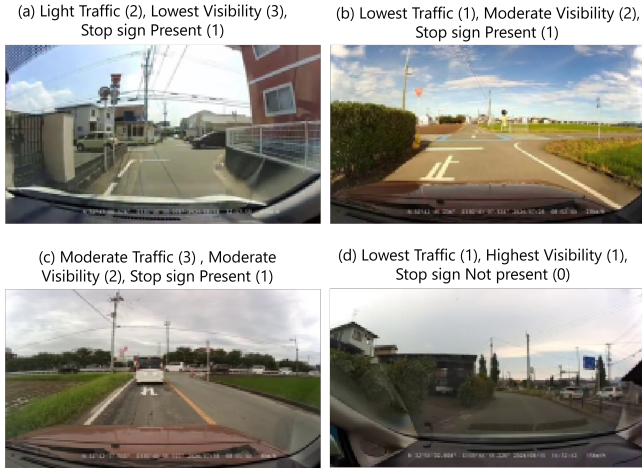 (a) Light Traffic (2), Lowest Visibility (3),
Stop sign Present (1)
(b) Lowest Traffic (1), Moderate Visibility (2),
Stop sign Present (1)
(c) Moderate Traffic (3) , Moderate
Visibility (2), Stop sign Present (1)
(d) Lowest Traffic (1), Highest Visibility (1),
Stop sign Not present (0)